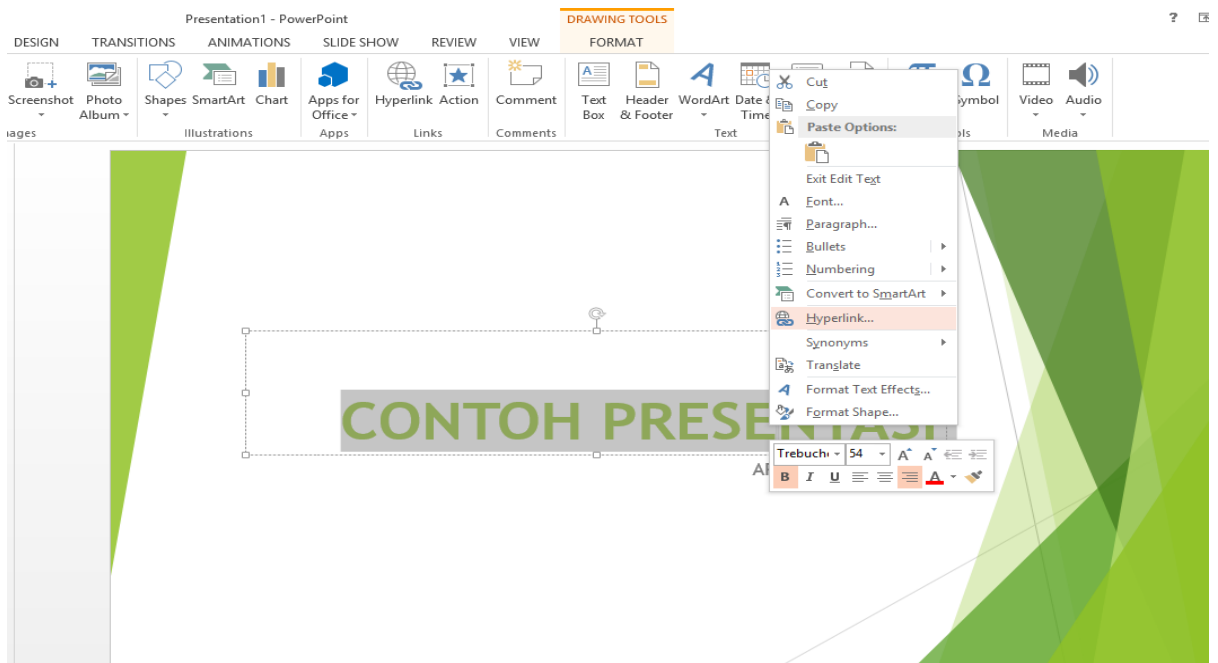 Presentation1 - PowerPoint
DRAWING TOOLS
?
DESIGN TRANSITIONS ANIMATIONS SLIDE SHOW REVIEW VIEW FORMAT
Screenshot Photo Album Shapes SmartArt Chart Apps for Office Hyperlink Action Comment Text Box Header & Footer WordArt Date & Time Symbol Video Audio
Illustrations Apps Links Comments Text Media
Cut
Copy
Paste Options:
Exit Edit Text
Font...
Paragraph...
Bullets
Numbering
Convert to SmartArt
Hyperlink...
Synonyms
Translate
Format Text Effects...
Format Shape...
CONTOH PRESENTASI
Trebuch 54 A A
B I U A